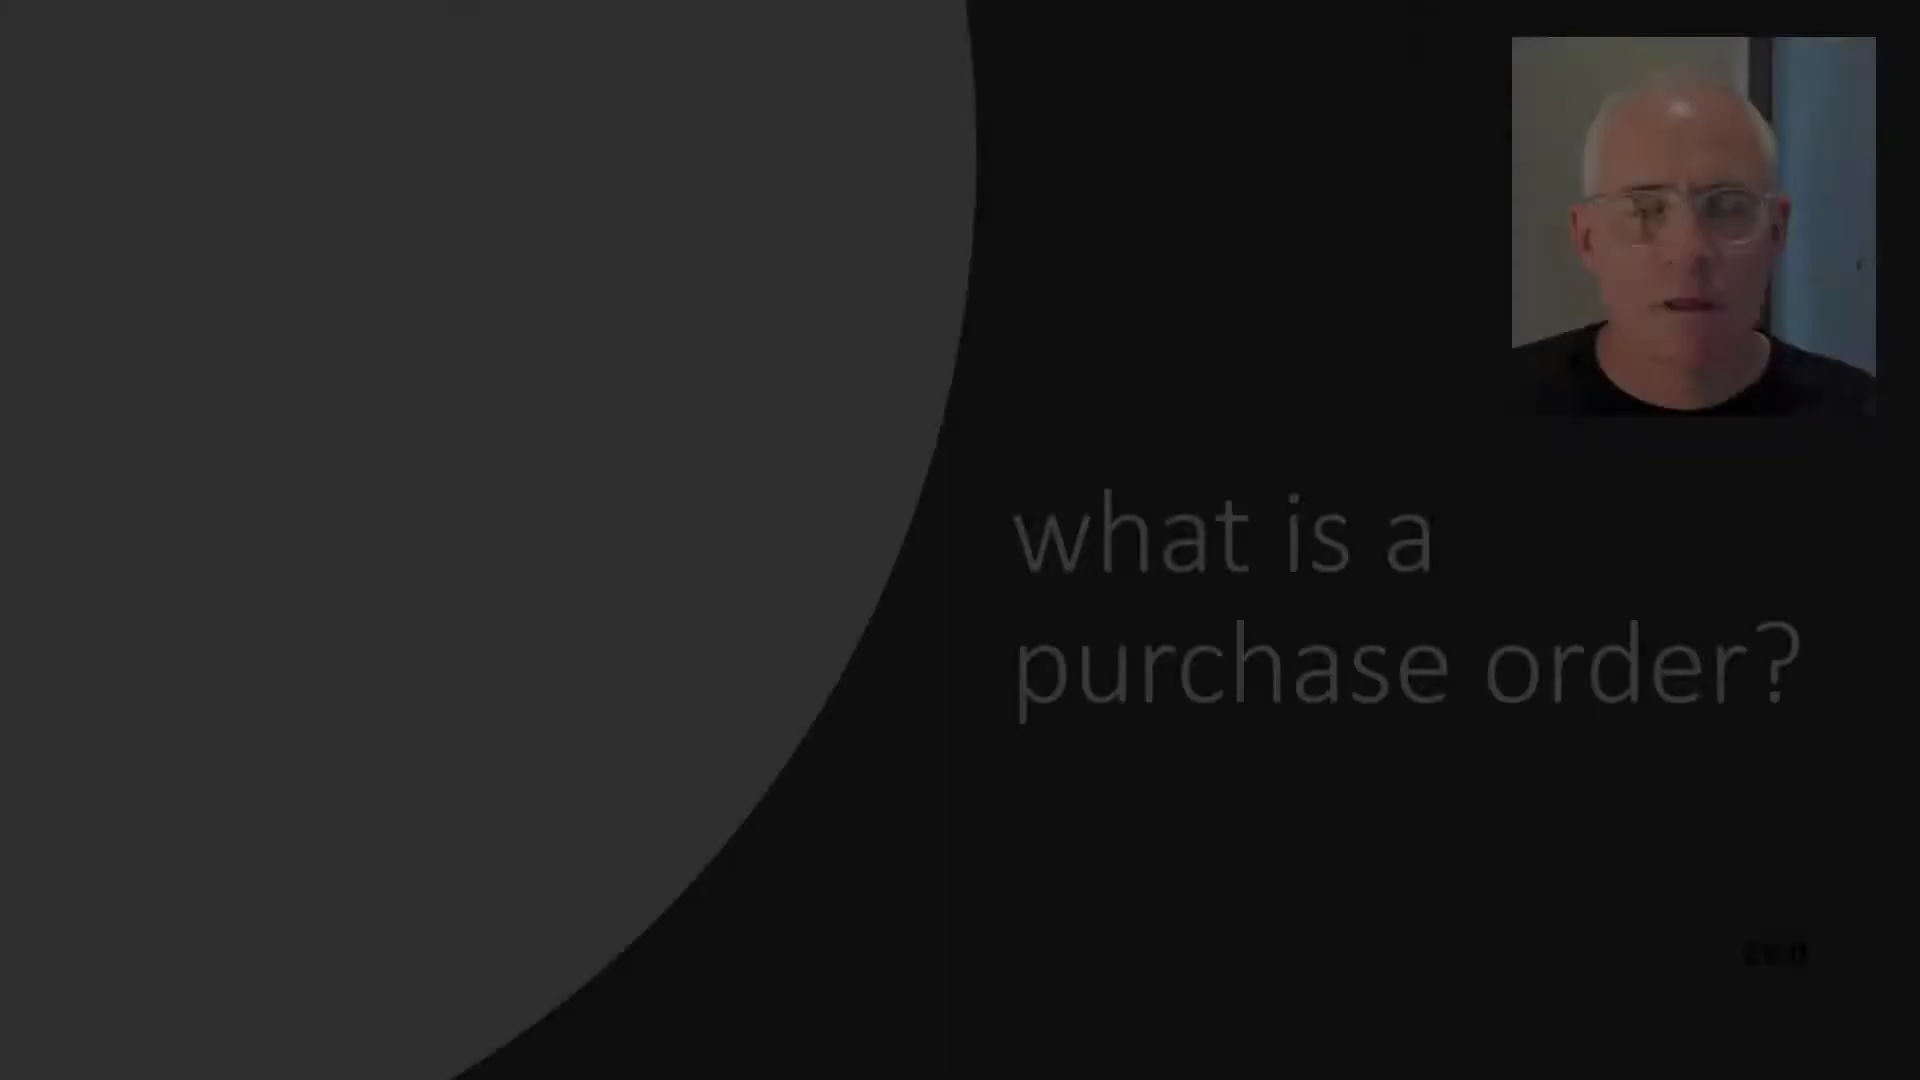 what is a
purchase order?